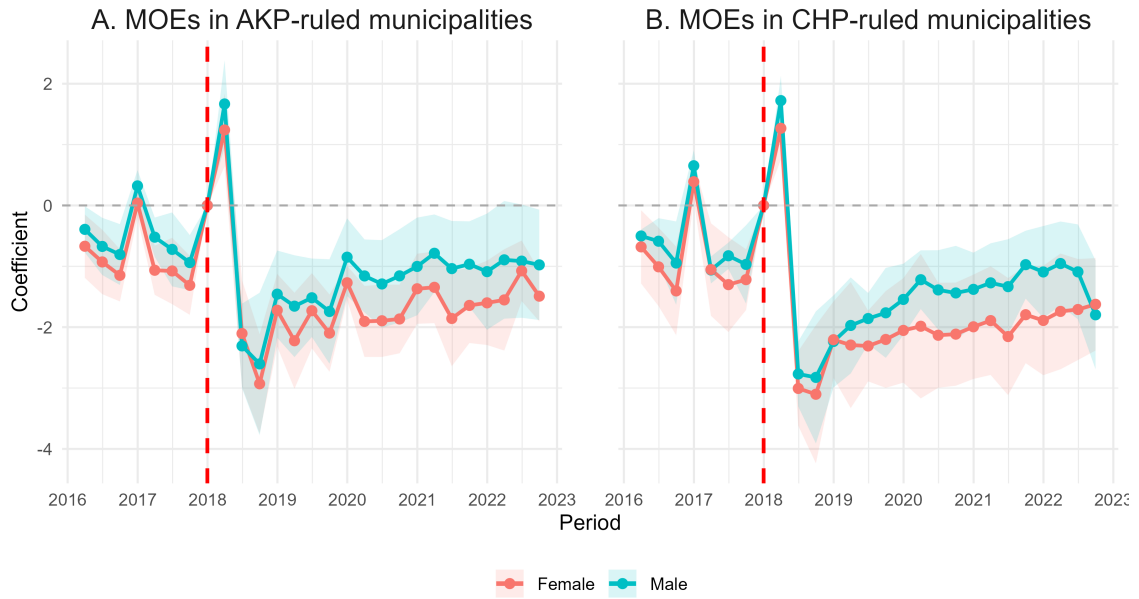 A. MOEs in AKP-ruled municipalities
B. MOEs in CHP-ruled municipalities
Coefficient
2
0
-2
-4
2016 2017 2018 2019 2020 2021 2022 2023
2016 2017 2018 2019 2020 2021 2022 2023
Period
Female Male